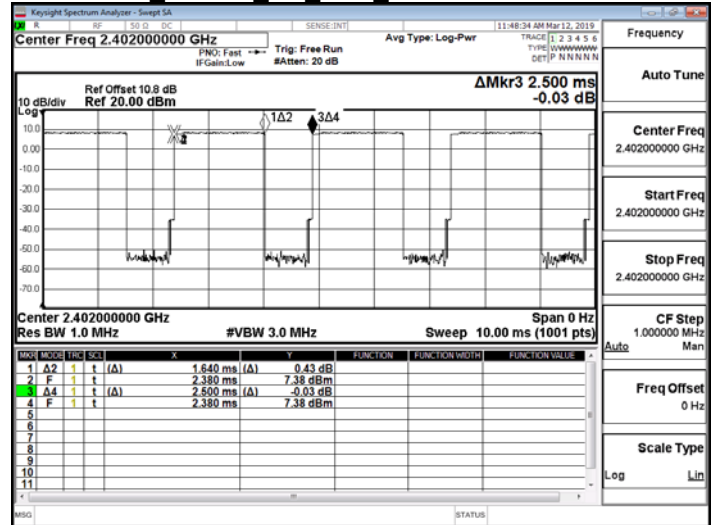 Keysight Spectrum Analyzer - Swept SA
R RF 50 Ω DC SENSE:INT 11:48:34 AM Mar 12, 2019
Center Freq 2.402000000 GHz
PNO: Fast
IFGain:Low
Trig: Free Run
#Atten: 20 dB
Avg Type: Log-Pwr
TRACE 1 2 3 4 5 6
TYPE WWWWWW
DET P N N N N N
Ref Offset 10.8 dB
Ref 20.00 dBm
10 dB/div
Log
ΔMkr3 2.500 ms
-0.03 dB
1Δ2
3Δ4
10.0
0.00
-10.0
-20.0
-30.0
-40.0
-50.0
-60.0
-70.0
Center 2.402000000 GHz Span 0 Hz
Res BW 1.0 MHz #VBW 3.0 MHz Sweep 10.00 ms (1001 pts)
MKR MODE TRC SCL X Y FUNCTION FUNCTION WIDTH FUNCTION VALUE
1 Δ2 1 t (Δ) 1.640 ms (Δ) 0.43 dB
2 F 1 t 2.380 ms 7.38 dBm
3 Δ4 1 t (Δ) 2.500 ms (Δ) -0.03 dB
4 F 1 t 2.380 ms 7.38 dBm
5
6
7
8
9
10
11
MSG STATUS
Frequency
Auto Tune
Center Freq
2.402000000 GHz
Start Freq
2.402000000 GHz
Stop Freq
2.402000000 GHz
CF Step
1.000000 MHz
Auto Man
Freq Offset
0 Hz
Scale Type
Log Lin